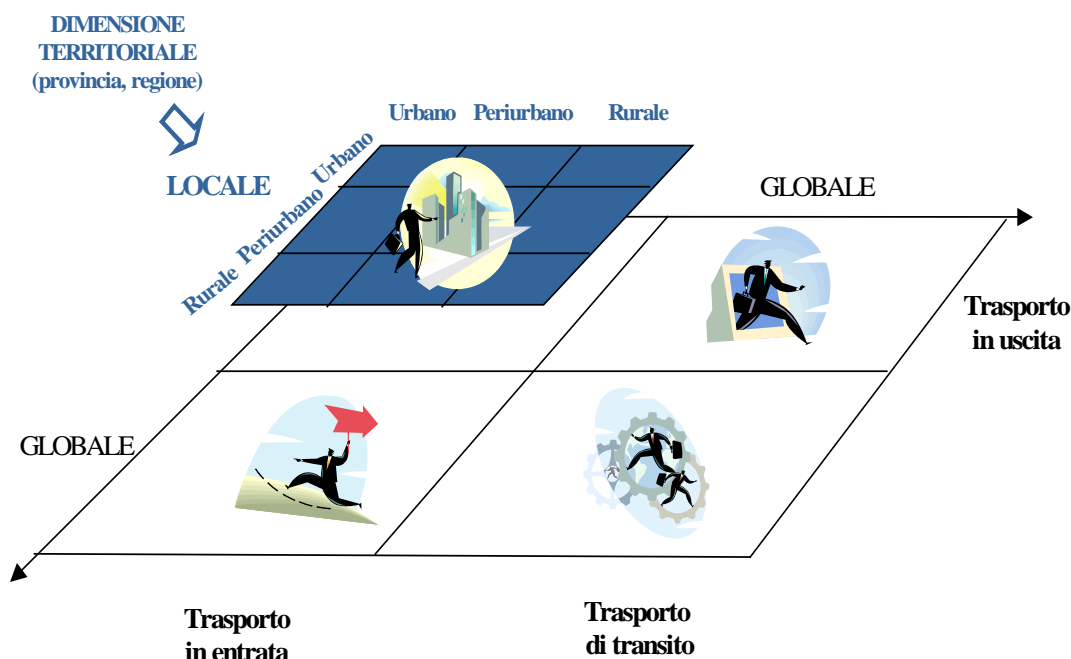 DIMENSIONE
TERRITORIALE
(provincia, regione)
Urbano Periurbano Rurale
LOCALE
Urbano
Periurbano
Rurale
GLOBALE
Trasporto
in uscita
GLOBALE
Trasporto
in entrata
Trasporto
di transito